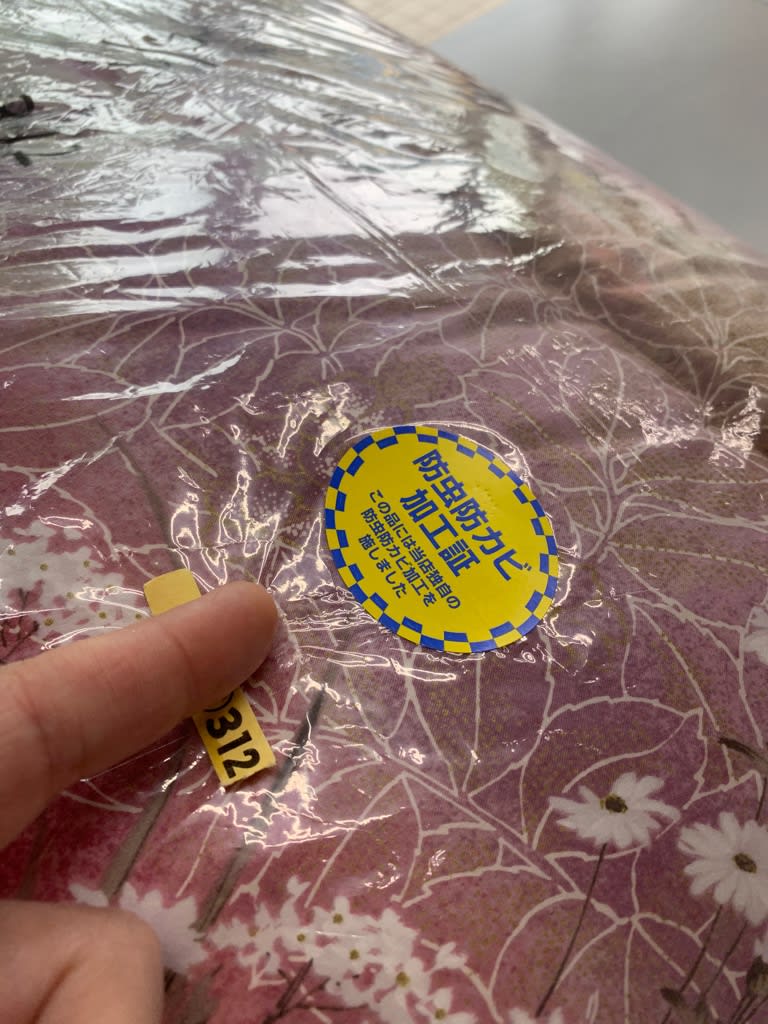 防虫防カビ
加工証
この品には当店独自の
防虫防カビ加工を
施しました
312